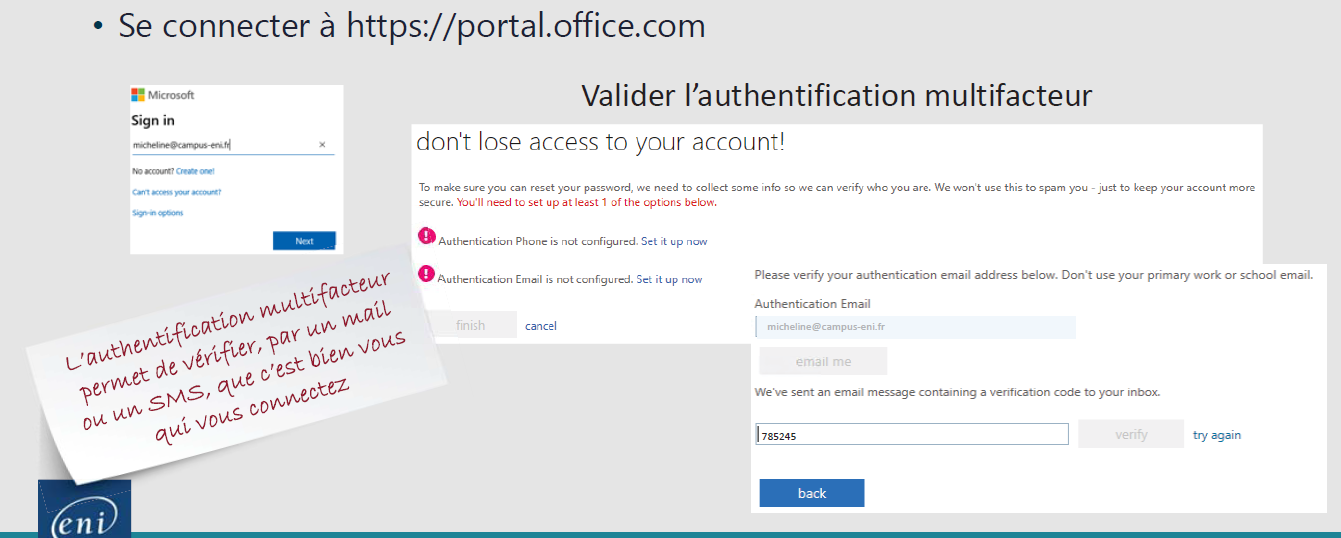 • Se connecter à https://portal.office.com
Microsoft
Sign in
micheline@campus-eni.fr
×
No account? Create one!
Can't access your account?
Sign-in options
Next
Valider l'authentification multifacteur
don't lose access to your account!
To make sure you can reset your password, we need to collect some info so we can verify who you are. We won't use this to spam you - just to keep your account more
secure. You'll need to set up at least 1 of the options below.
! Authentication Phone is not configured. Set it up now
! Authentication Email is not configured. Set it up now
finish cancel
Please verify your authentication email address below. Don't use your primary work or school email.
Authentication Email
micheline@campus-eni.fr
email me
We've sent an email message containing a verification code to your inbox.
785245 verify try again
back
L'authentification multifacteur
permet de vérifier, par un mail
ou un SMS, que c'est bien vous
qui vous connectez
eni